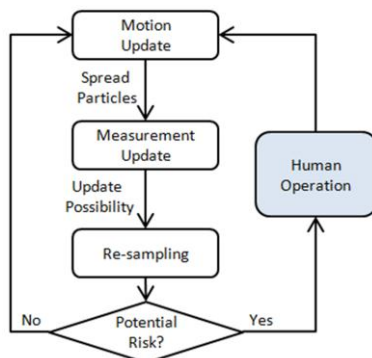 Motion
Update
Spread
Particles
Measurement
Update
Human
Operation
Update
Possibility
Re-sampling
No
Potential
Risk?
Yes